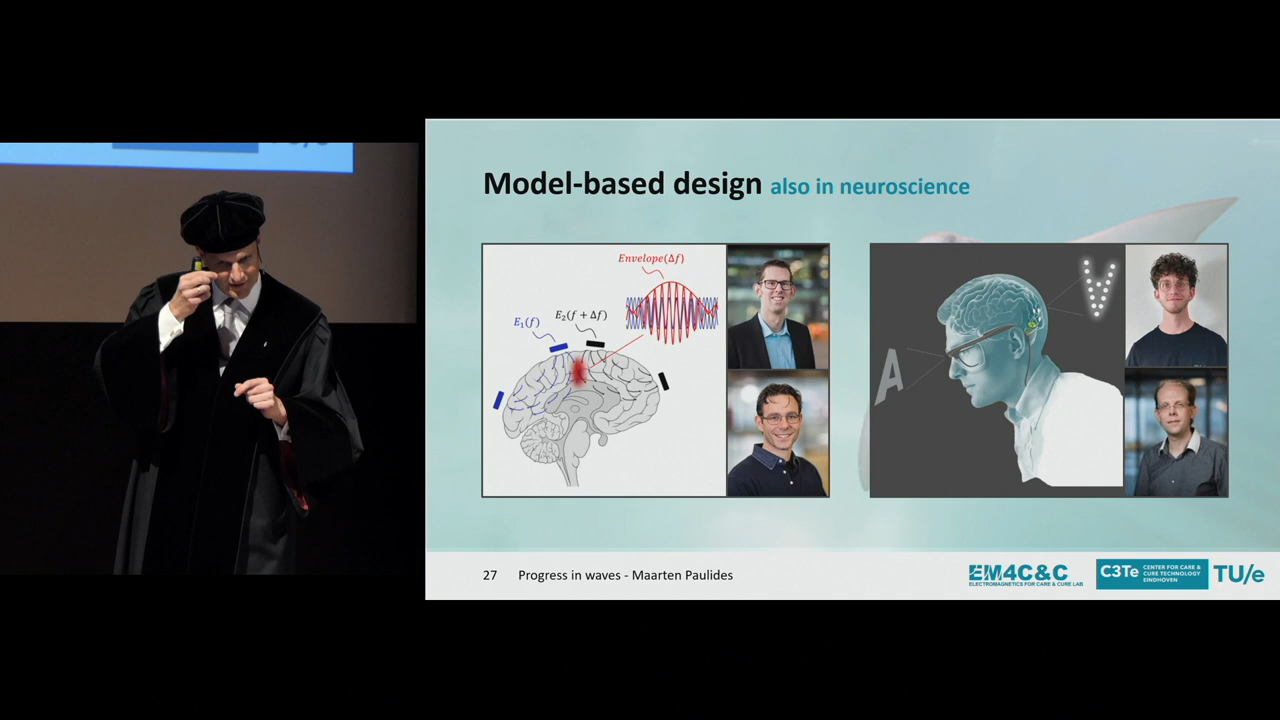 Model-based design also in neuroscience
Envelope(Δf)
E₁(f)
E₂(f + Δf)
A
27 Progress in waves - Maarten Paulides
EM4C&C
ELECTROMAGNETICS FOR CARE & CURE LAB
C3Te CENTER FOR CARE &
CURE TECHNOLOGY
EINDHOVEN
TU/e